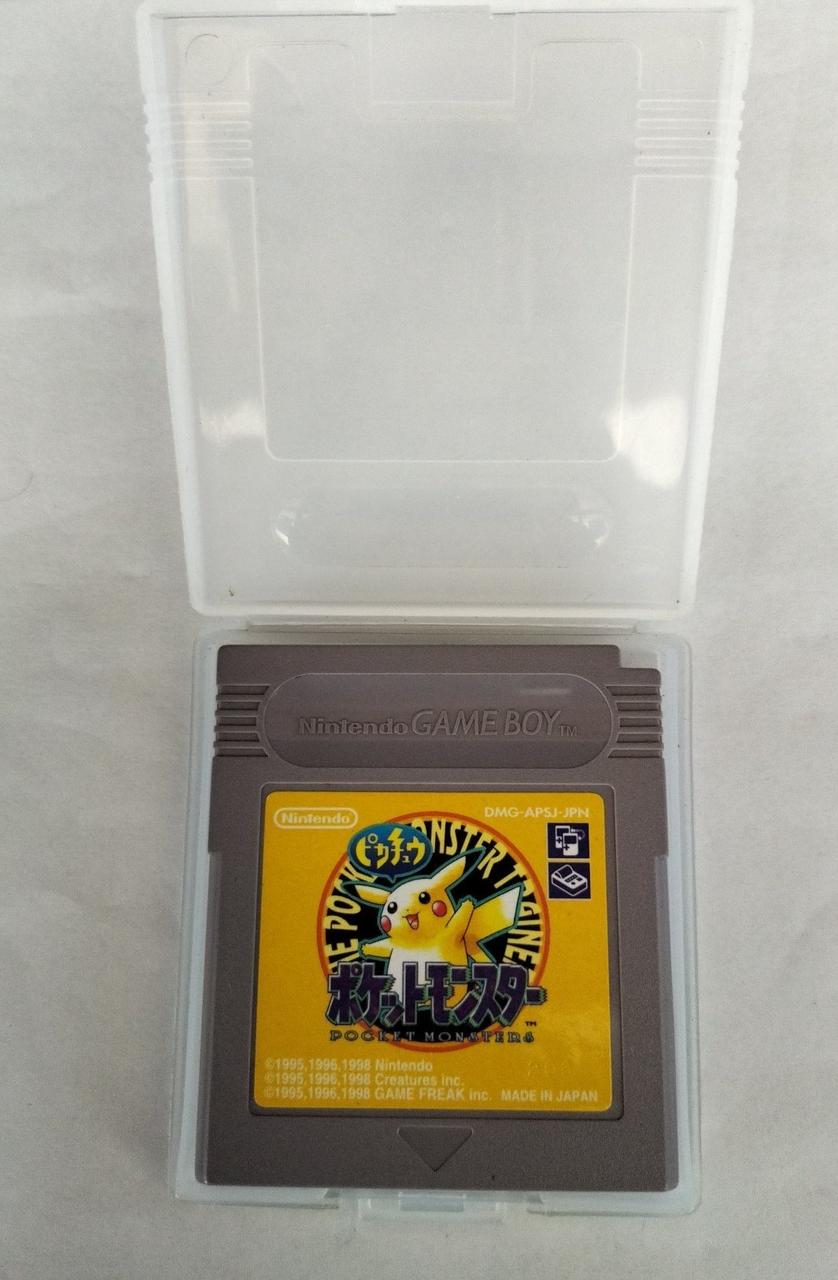 Nintendo GAME BOY TM
Nintendo
DMG-APSJ-JPN
ピカチュウ
ポケットモンスター
TM
POCKET MONSTERS
©1995,1996,1998 Nintendo
©1995,1996,1998 Creatures inc.
©1995,1996,1998 GAME FREAK inc. MADE IN JAPAN